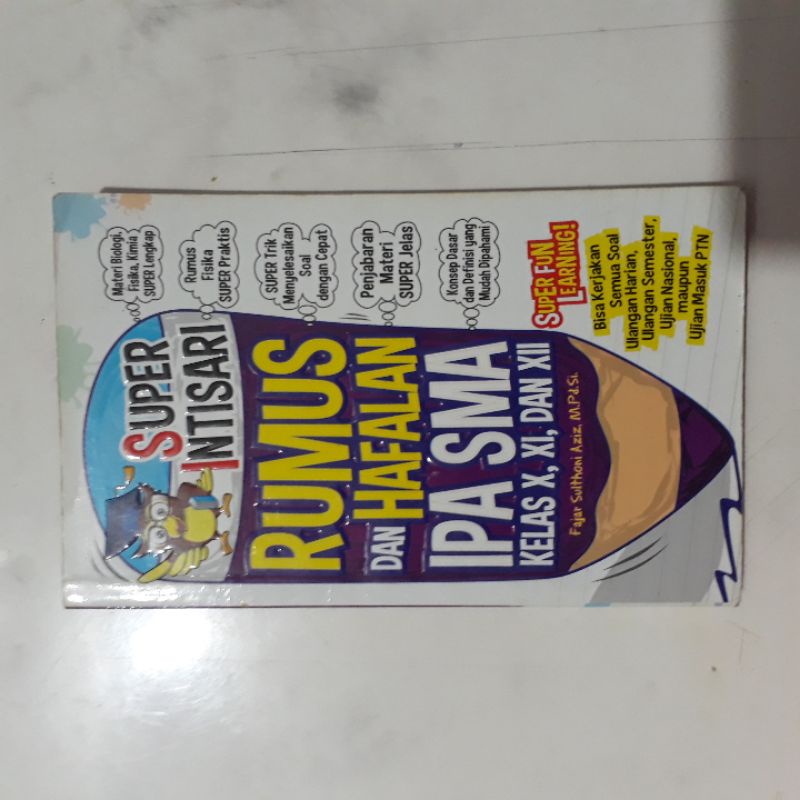 SUPER
INTISARI
RUMUS
DAN HAFALAN
IPA SMA
KELAS X, XI, DAN XII
Fajar Sulthoni Aziz, M.Pd.Si.
Materi Biologi,
Fisika, Kimia
SUPER Lengkap
Rumus
Fisika
SUPER Praktis
SUPER Trik
Menyelesaikan
Soal
dengan Cepat
Penjabaran
Materi
SUPER Jelas
Konsep Dasar
dan Definisi yang
Mudah Dipahami
SUPER FUN
LEARNING!
Bisa Kerjakan
Semua Soal
Ulangan Harian,
Ulangan Semester,
Ujian Nasional,
maupun
Ujian Masuk PTN